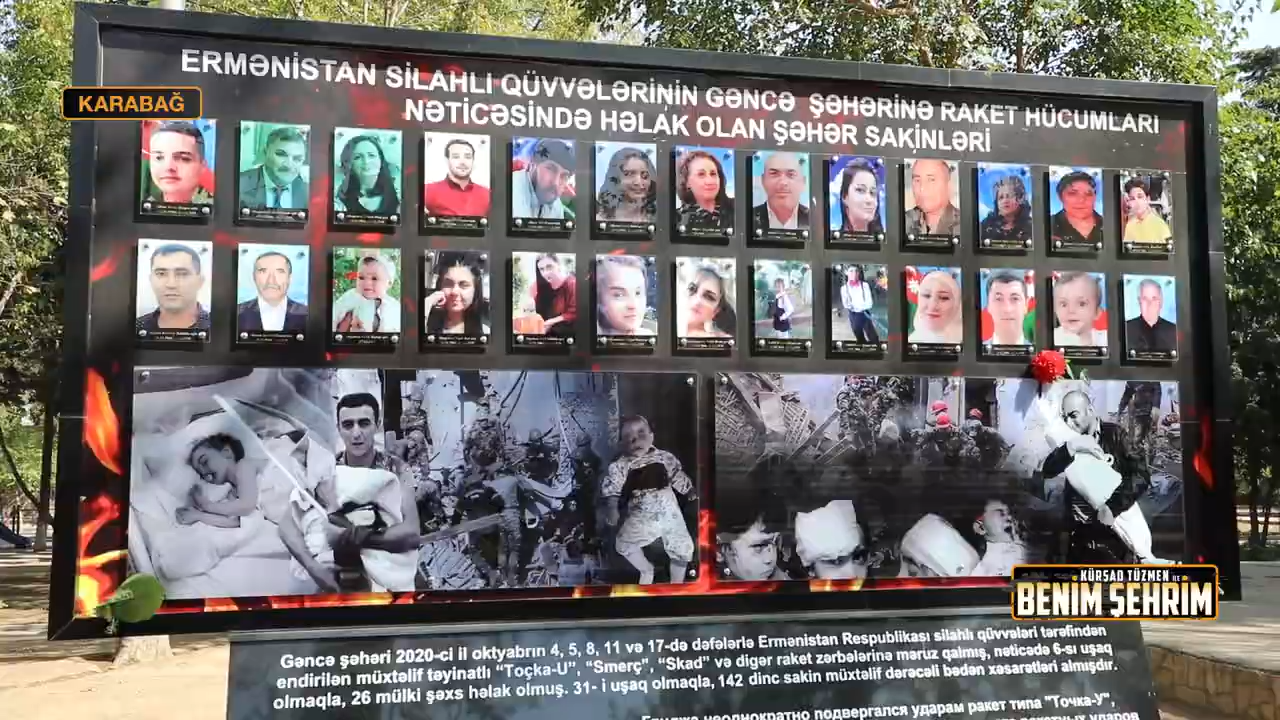 ERMƏNİSTAN SİLAHLI QÜVVƏLƏRİNİN GƏNCƏ ŞƏHƏRİNƏ RAKET HÜCUMLARI
NƏTİCƏSİNDƏ HƏLAK OLAN ŞƏHƏR SAKİNLƏRİ
KARABAĞ
KÜRŞAD TÜZMEN İLE
BENİM ŞEHRİM
Gəncə şəhəri 2020-ci il oktyabrın 4, 5, 8, 11 və 17-də dəfələrlə Ermənistan Respublikası silahlı qüvvələri tərəfindən
endirilən müxtəlif təyinatlı "Toçka-U", "Smerç", "Skad" və digər raket zərbələrinə məruz qalmış, nəticədə 6-sı uşaq
olmaqla, 26 mülki şəxs həlak olmuş. 31- i uşaq olmaqla, 142 dinc sakin müxtəlif dərəcəli bədən xəsarətləri almışdır.
неоднократно подвергался ударам ракет типа "Точка-У",